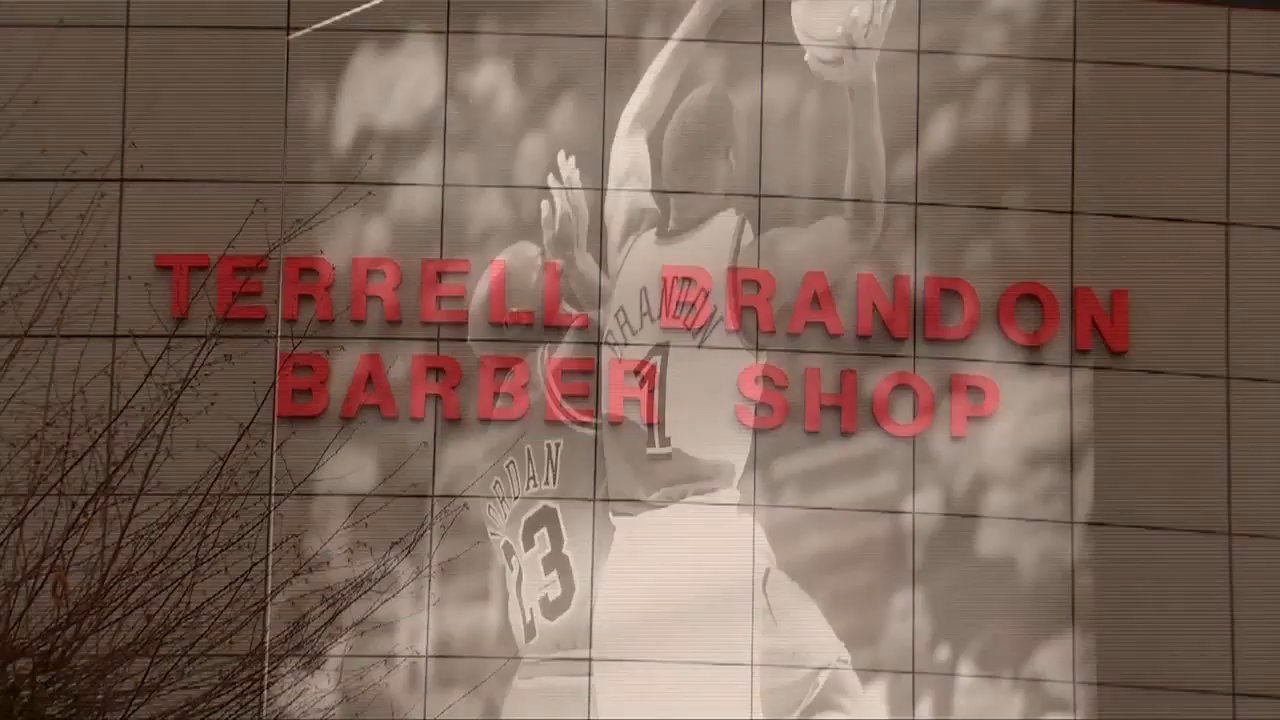 TERRELL BRANDON
BARBER SHOP
BRANDON
1
JORDAN
23